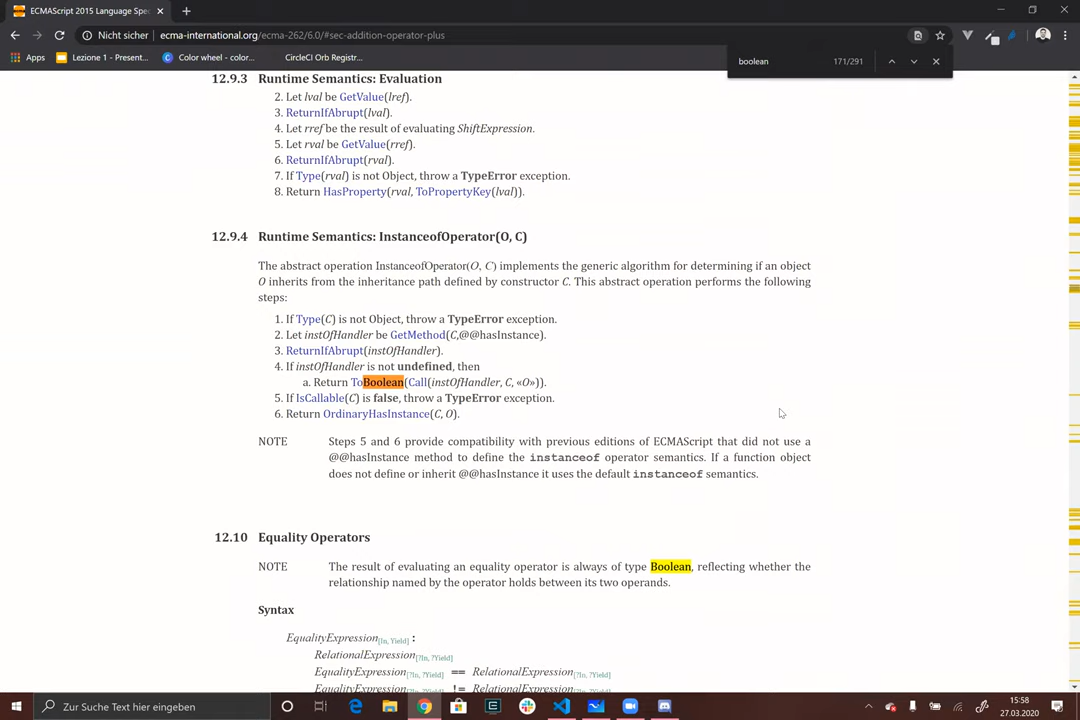 ECMAScript 2015 Language Spec
Nicht sicher
ecma-international.org/ecma-262/6.0/#sec-addition-operator-plus
Apps
Lezione 1 - Present...
Color wheel - color...
CircleCI Orb Registr...
boolean
171/291
12.9.3 Runtime Semantics: Evaluation
2. Let lval be GetValue(lref).
3. ReturnIfAbrupt(lval).
4. Let rref be the result of evaluating ShiftExpression.
5. Let rval be GetValue(rref).
6. ReturnIfAbrupt(rval).
7. If Type(rval) is not Object, throw a TypeError exception.
8. Return HasProperty(rval, ToPropertyKey(lval)).
12.9.4 Runtime Semantics: InstanceofOperator(O, C)
The abstract operation InstanceofOperator(O, C) implements the generic algorithm for determining if an object
O inherits from the inheritance path defined by constructor C. This abstract operation performs the following
steps:
1. If Type(C) is not Object, throw a TypeError exception.
2. Let instOfHandler be GetMethod(C,@@hasInstance).
3. ReturnIfAbrupt(instOfHandler).
4. If instOfHandler is not undefined, then
a. Return ToBoolean(Call(instOfHandler, C, «O»)).
5. If IsCallable(C) is false, throw a TypeError exception.
6. Return OrdinaryHasInstance(C, O).
NOTE Steps 5 and 6 provide compatibility with previous editions of ECMAScript that did not use a
@@hasInstance method to define the instanceof operator semantics. If a function object
does not define or inherit @@hasInstance it uses the default instanceof semantics.
12.10 Equality Operators
NOTE The result of evaluating an equality operator is always of type Boolean, reflecting whether the
relationship named by the operator holds between its two operands.
Syntax
EqualityExpression[In, Yield] :
RelationalExpression[?In, ?Yield]
EqualityExpression[?In, ?Yield] == RelationalExpression[?In, ?Yield]
EqualityExpression[?In, ?Yield] != RelationalExpression[?In, ?Yield]
Zur Suche Text hier eingeben
15:58
27.03.2020